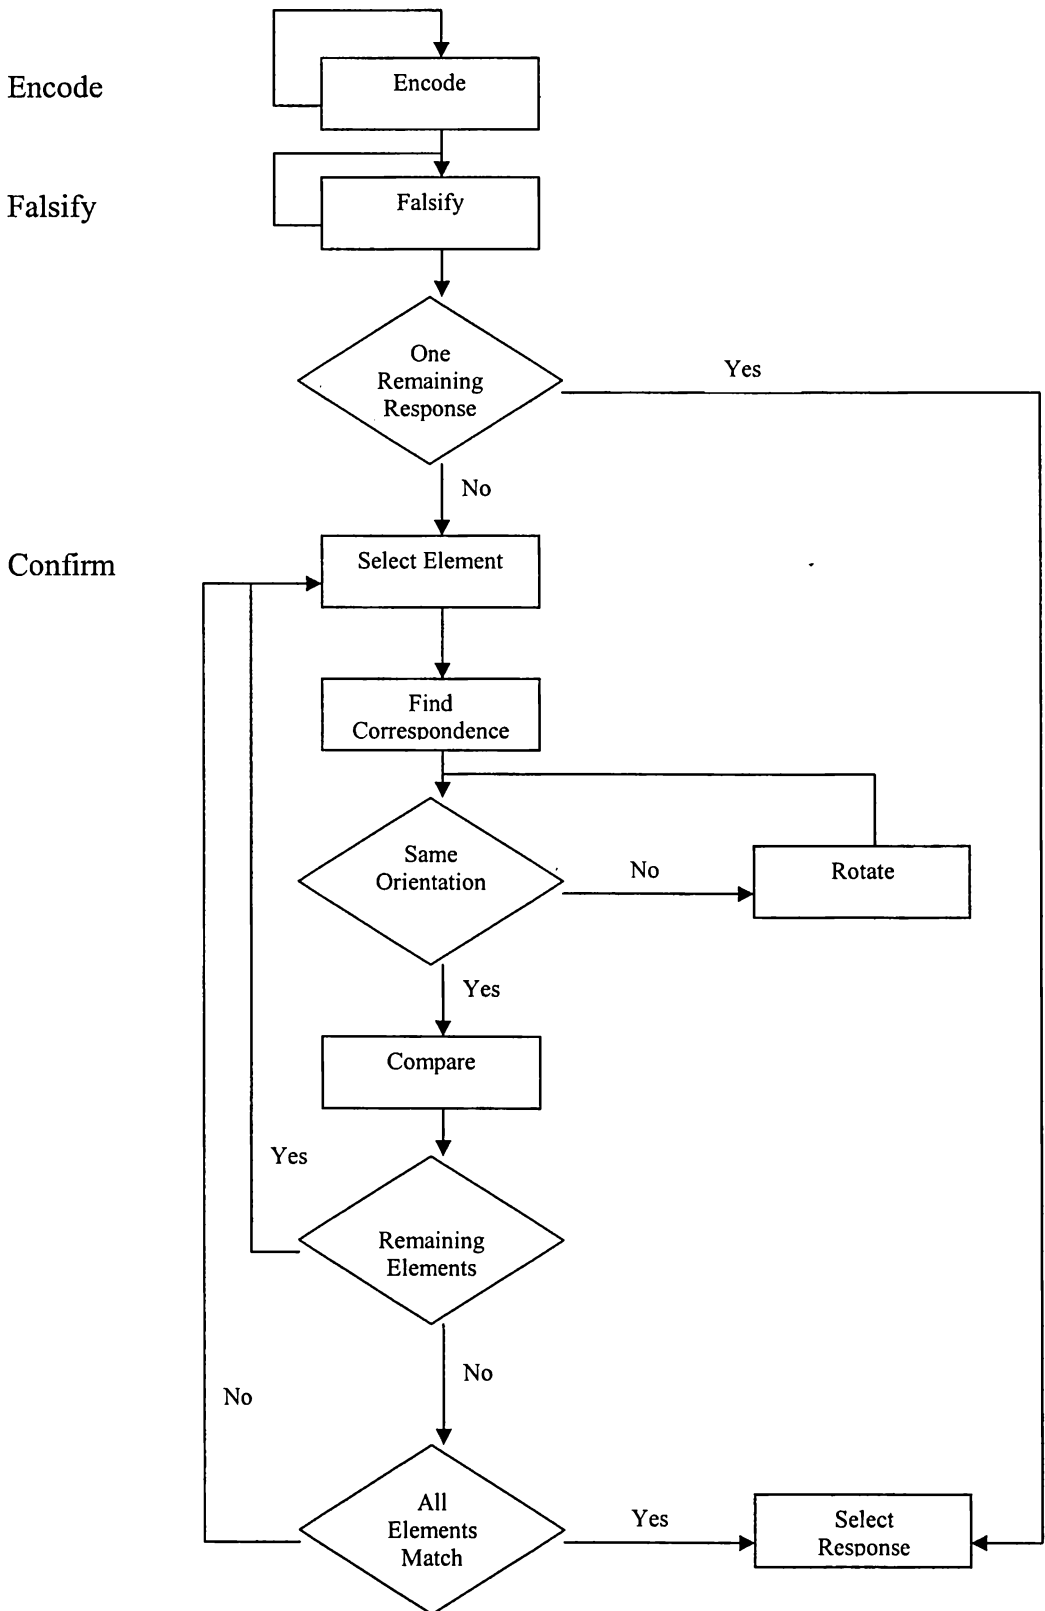 Encode
Encode
Falsify
Falsify
One
Remaining
Response
Yes
No
Confirm
Select Element
Find
Correspondence
Same
Orientation
No
Rotate
Yes
Compare
Yes
Remaining
Elements
No
No
All
Elements
Match
Yes
Select
Response